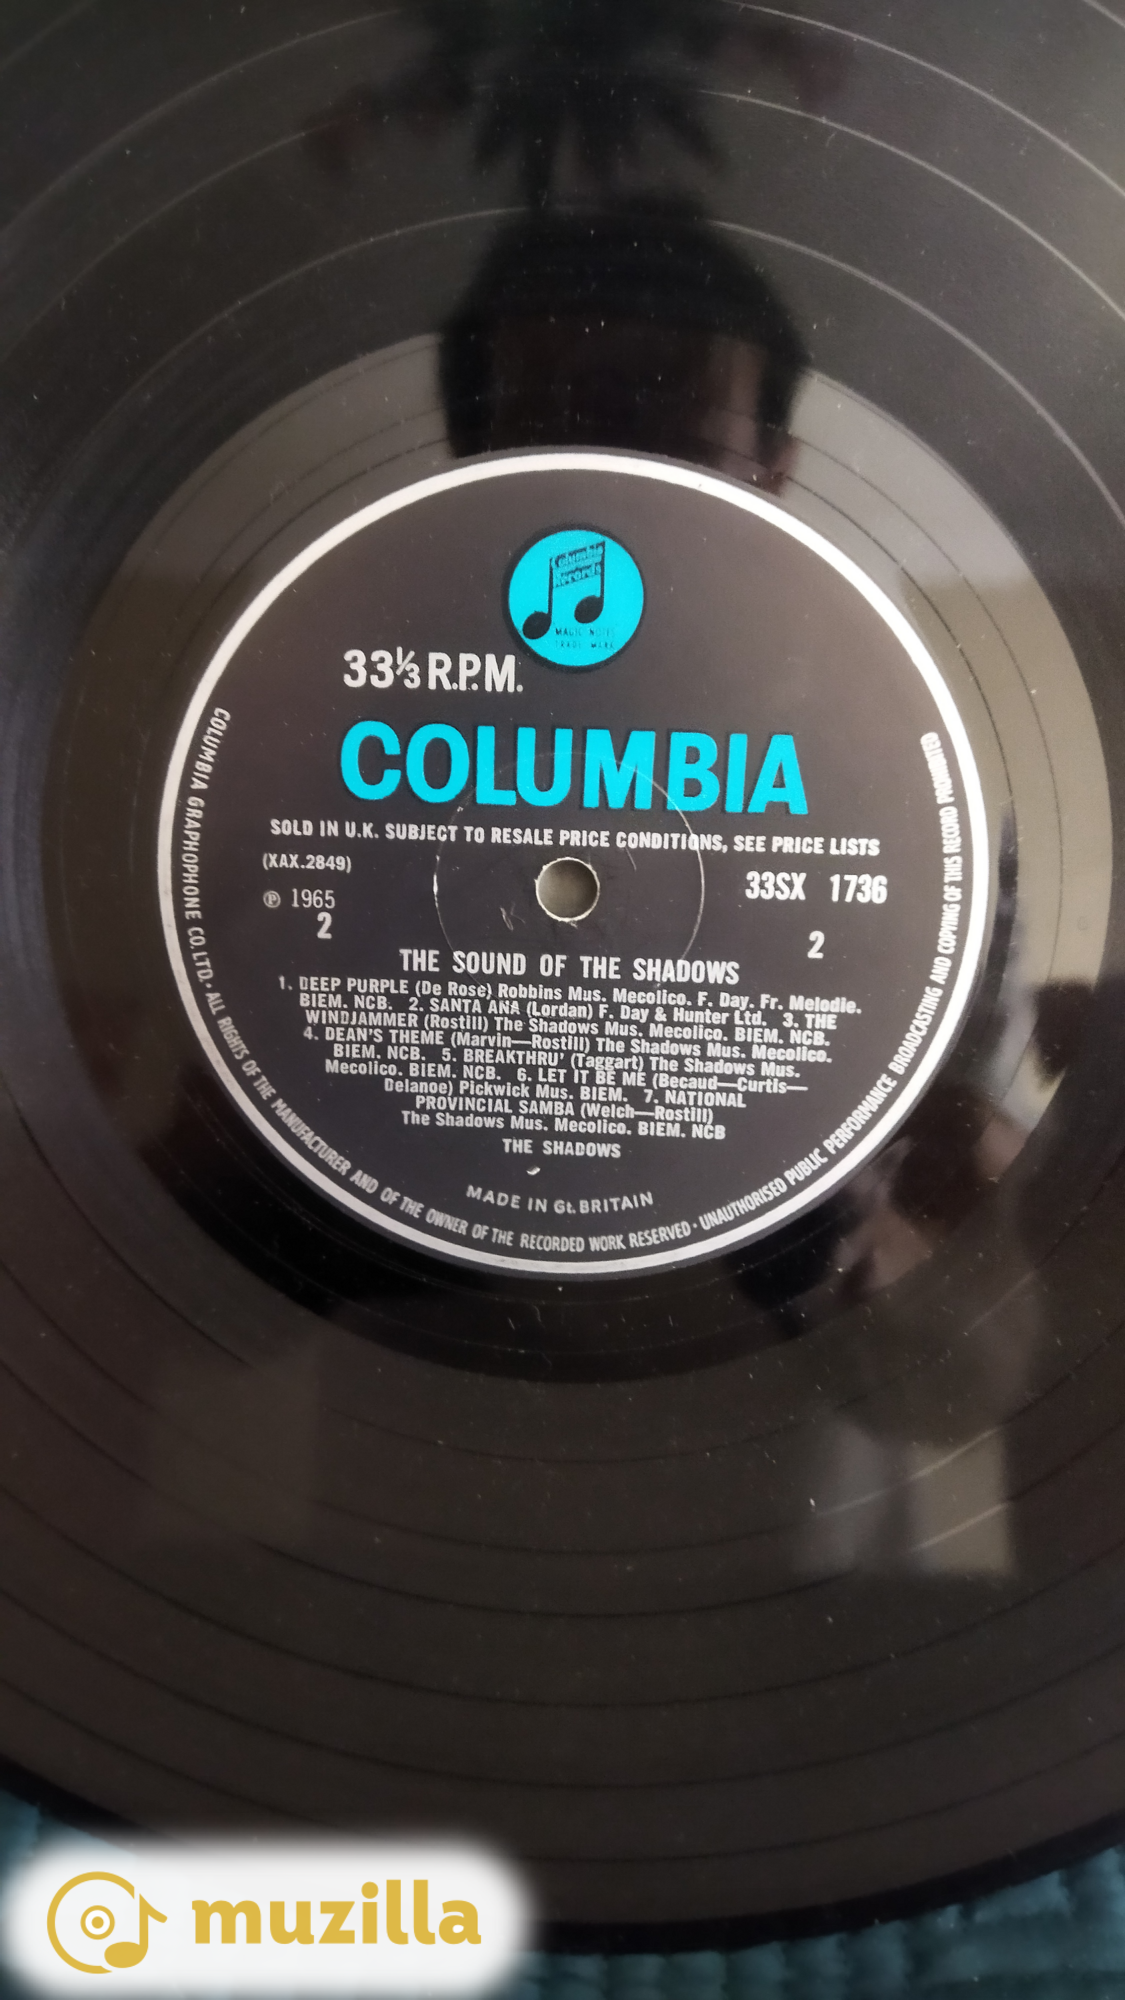 Columbia
Records
MAGIC NOTES
TRADE MARK
33⅓ R.P.M.
COLUMBIA
SOLD IN U.K. SUBJECT TO RESALE PRICE CONDITIONS, SEE PRICE LISTS
(XAX.2849)
33SX 1736
℗ 1965
2
2
THE SOUND OF THE SHADOWS
1. DEEP PURPLE (De Rose) Robbins Mus. Mecolico. F. Day. Fr. Melodie.
BIEM. NCB. 2. SANTA ANA (Lordan) F. Day & Hunter Ltd. 3. THE
WINDJAMMER (Rostill) The Shadows Mus. Mecolico. BIEM. NCB.
4. DEAN'S THEME (Marvin—Rostill) The Shadows Mus. Mecolico.
BIEM. NCB. 5. BREAKTHRU' (Taggart) The Shadows Mus.
Mecolico. BIEM. NCB. 6. LET IT BE ME (Becaud—Curtis—
Delanoe) Pickwick Mus. BIEM. 7. NATIONAL
PROVINCIAL SAMBA (Welch—Rostill)
The Shadows Mus. Mecolico. BIEM. NCB
THE SHADOWS
MADE IN Gt. BRITAIN
COLUMBIA GRAPHOPHONE CO. LTD. · ALL RIGHTS OF THE MANUFACTURER AND OF THE OWNER OF THE RECORDED WORK RESERVED · UNAUTHORISED PUBLIC PERFORMANCE BROADCASTING AND COPYING OF THIS RECORD PROHIBITED
muzilla